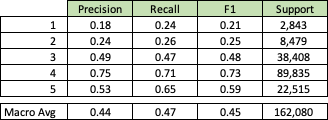 Precision Recall F1 Support
1 0.18 0.24 0.21 2,843
2 0.24 0.26 0.25 8,479
3 0.49 0.47 0.48 38,408
4 0.75 0.71 0.73 89,835
5 0.53 0.65 0.59 22,515
Macro Avg 0.44 0.47 0.45 162,080